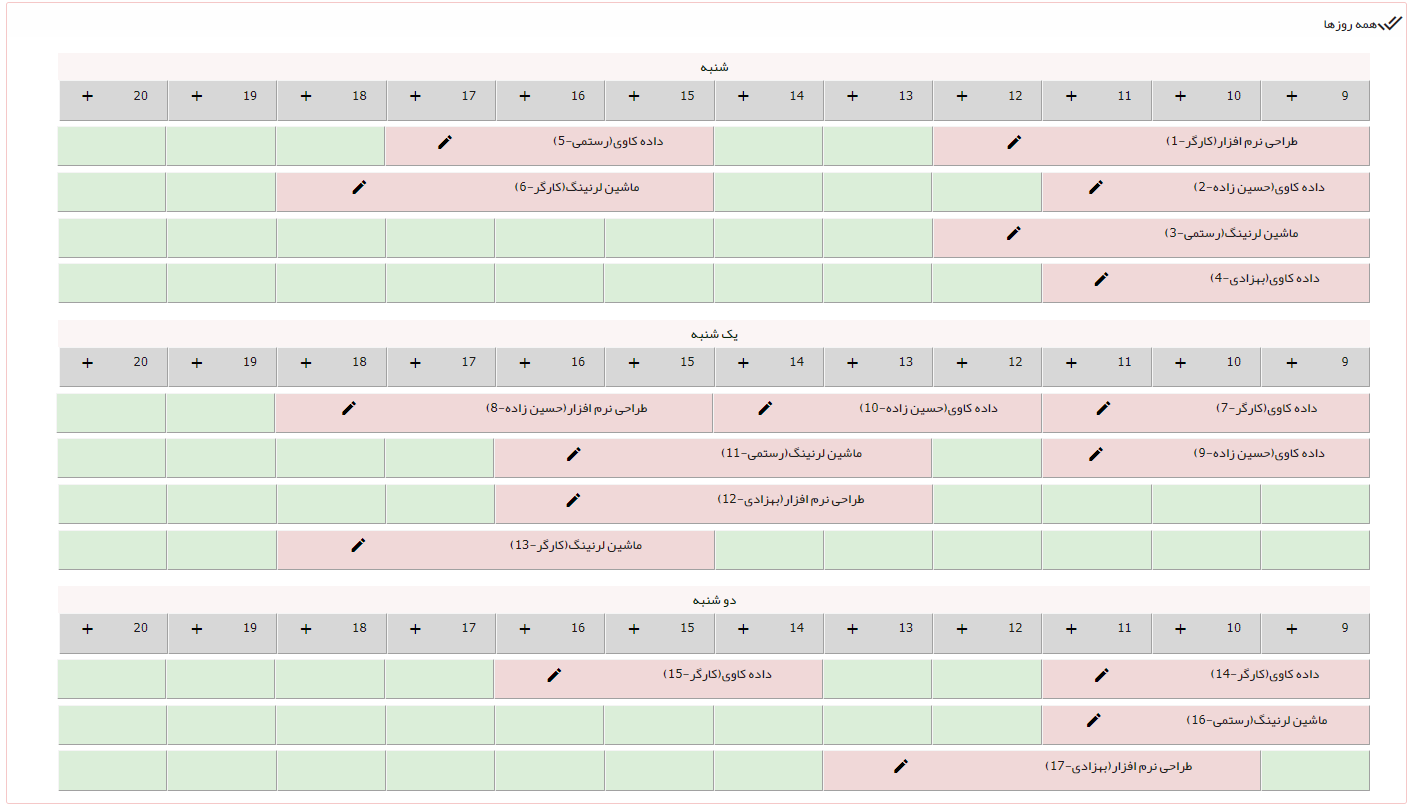 همه روزها
شنبه
9 + 10 + 11 + 12 + 13 + 14 + 15 + 16 + 17 + 18 + 19 + 20 +
طراحی نرم افزار(کارگر-1) داده کاوی(رستمی-5)
داده کاوی(حسین زاده-2) ماشین لرنینگ(کارگر-6)
ماشین لرنینگ(رستمی-3)
داده کاوی(بهزادی-4)
یک شنبه
9 + 10 + 11 + 12 + 13 + 14 + 15 + 16 + 17 + 18 + 19 + 20 +
داده کاوی(کارگر-7) داده کاوی(حسین زاده-10) طراحی نرم افزار(حسین زاده-8)
داده کاوی(حسین زاده-9) ماشین لرنینگ(رستمی-11)
طراحی نرم افزار(بهزادی-12)
ماشین لرنینگ(کارگر-13)
دو شنبه
9 + 10 + 11 + 12 + 13 + 14 + 15 + 16 + 17 + 18 + 19 + 20 +
داده کاوی(کارگر-14) داده کاوی(کارگر-15)
ماشین لرنینگ(رستمی-16)
طراحی نرم افزار(بهزادی-17)